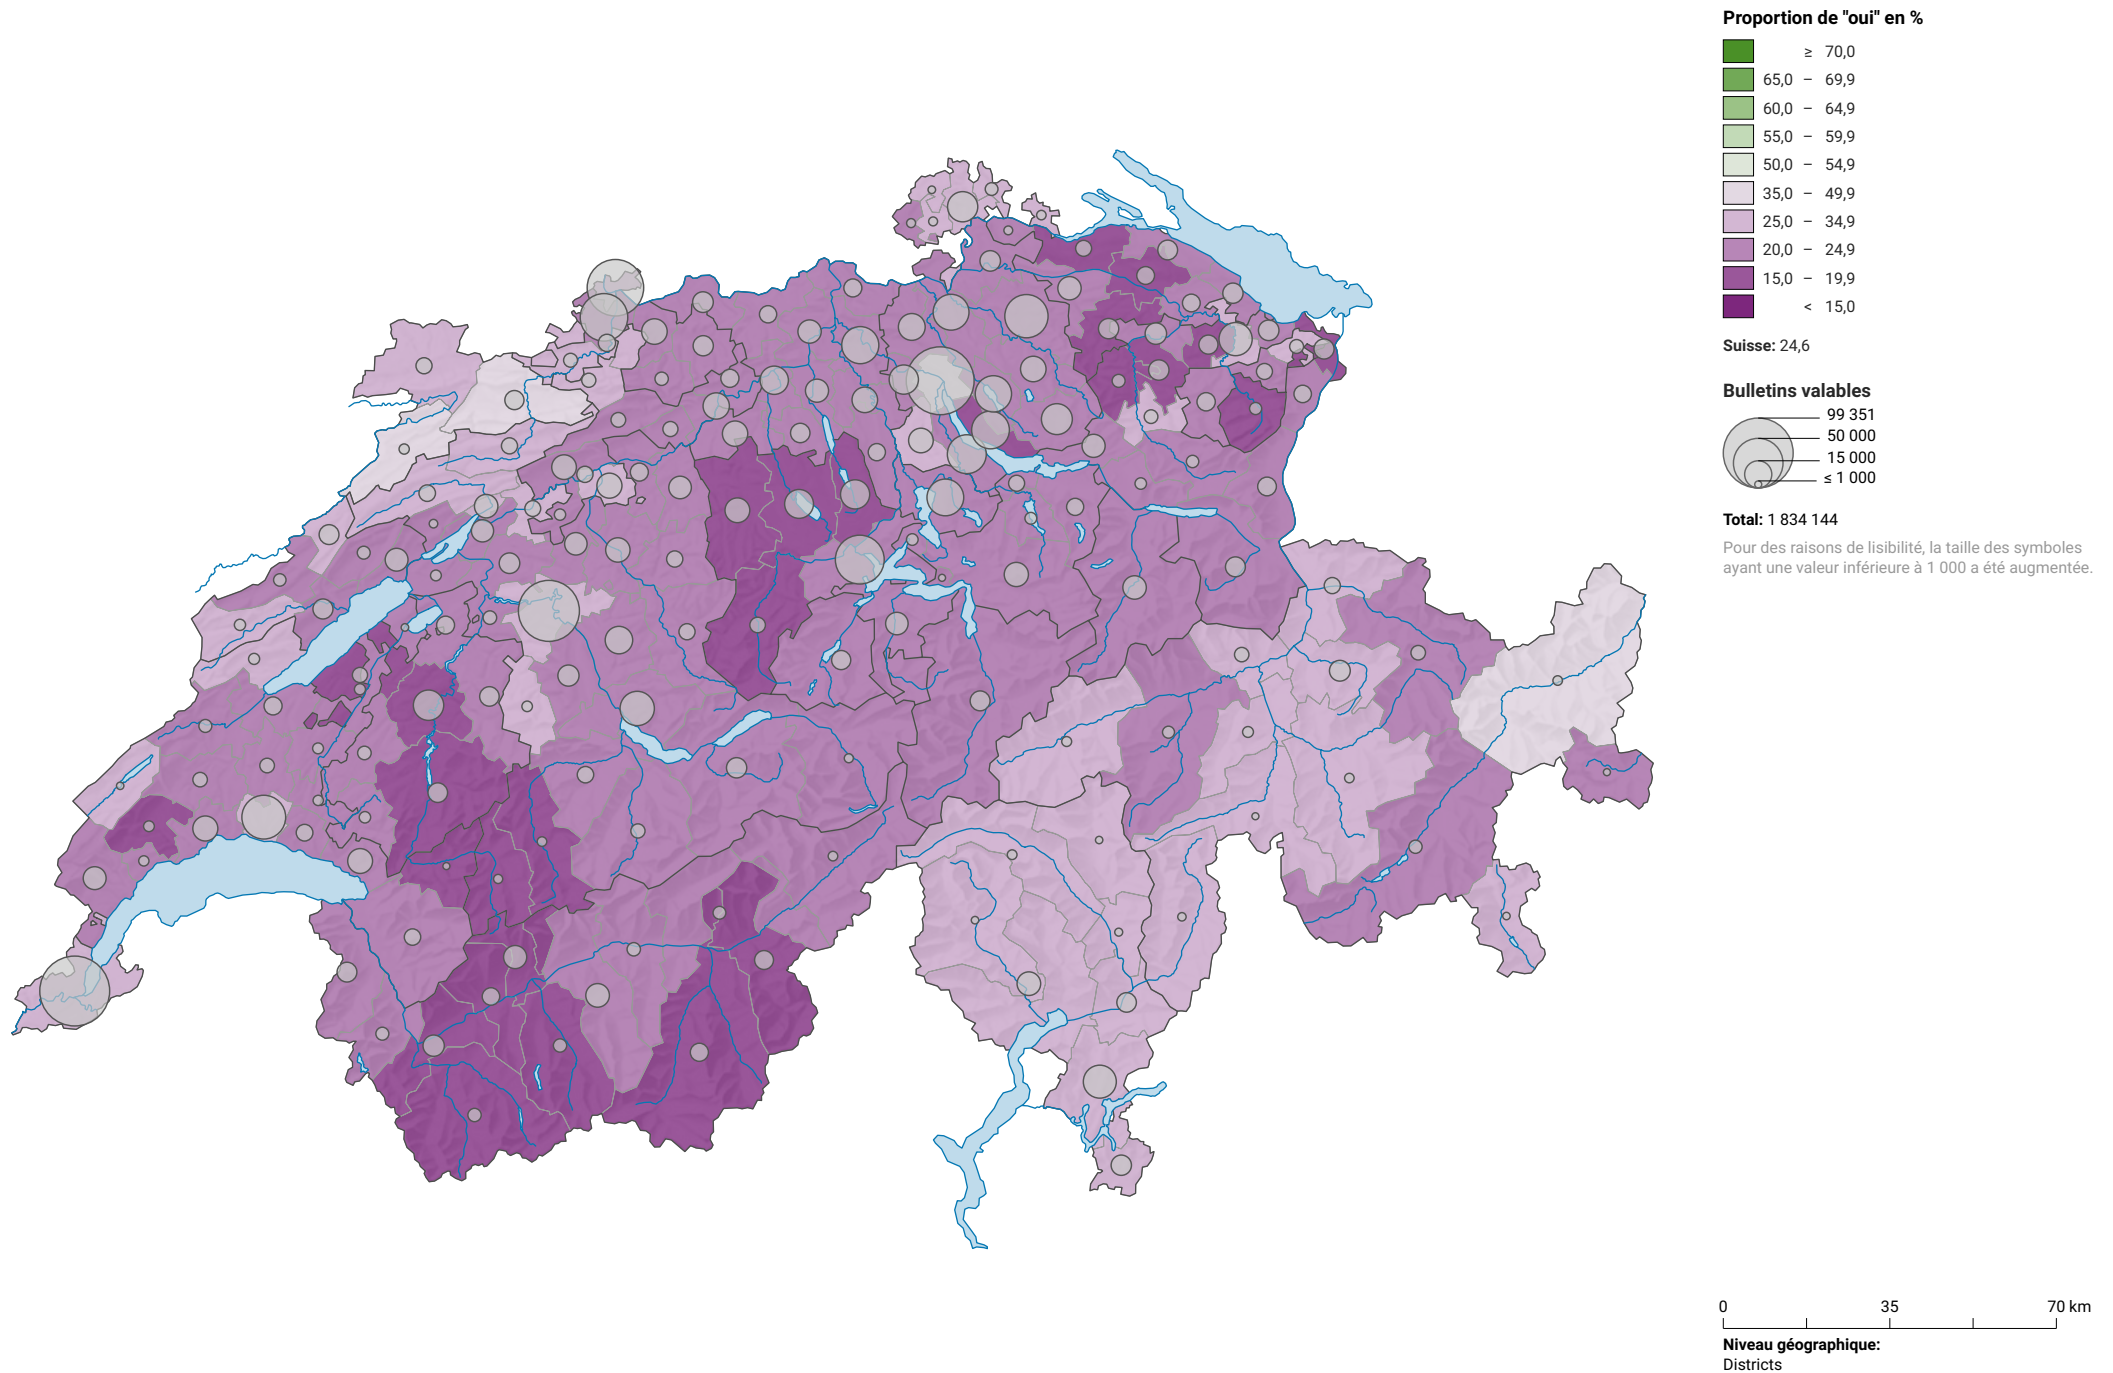 Proportion de "oui" en %
≥ 70,0
65,0 – 69,9
60,0 – 64,9
55,0 – 59,9
50,0 – 54,9
35,0 – 49,9
25,0 – 34,9
20,0 – 24,9
15,0 – 19,9
< 15,0
Suisse: 24,6
Bulletins valables
99 351
50 000
15 000
≤ 1 000
Total: 1 834 144
Pour des raisons de lisibilité, la taille des symboles
ayant une valeur inférieure à 1 000 a été augmentée.
0 35 70 km
Niveau géographique:
Districts